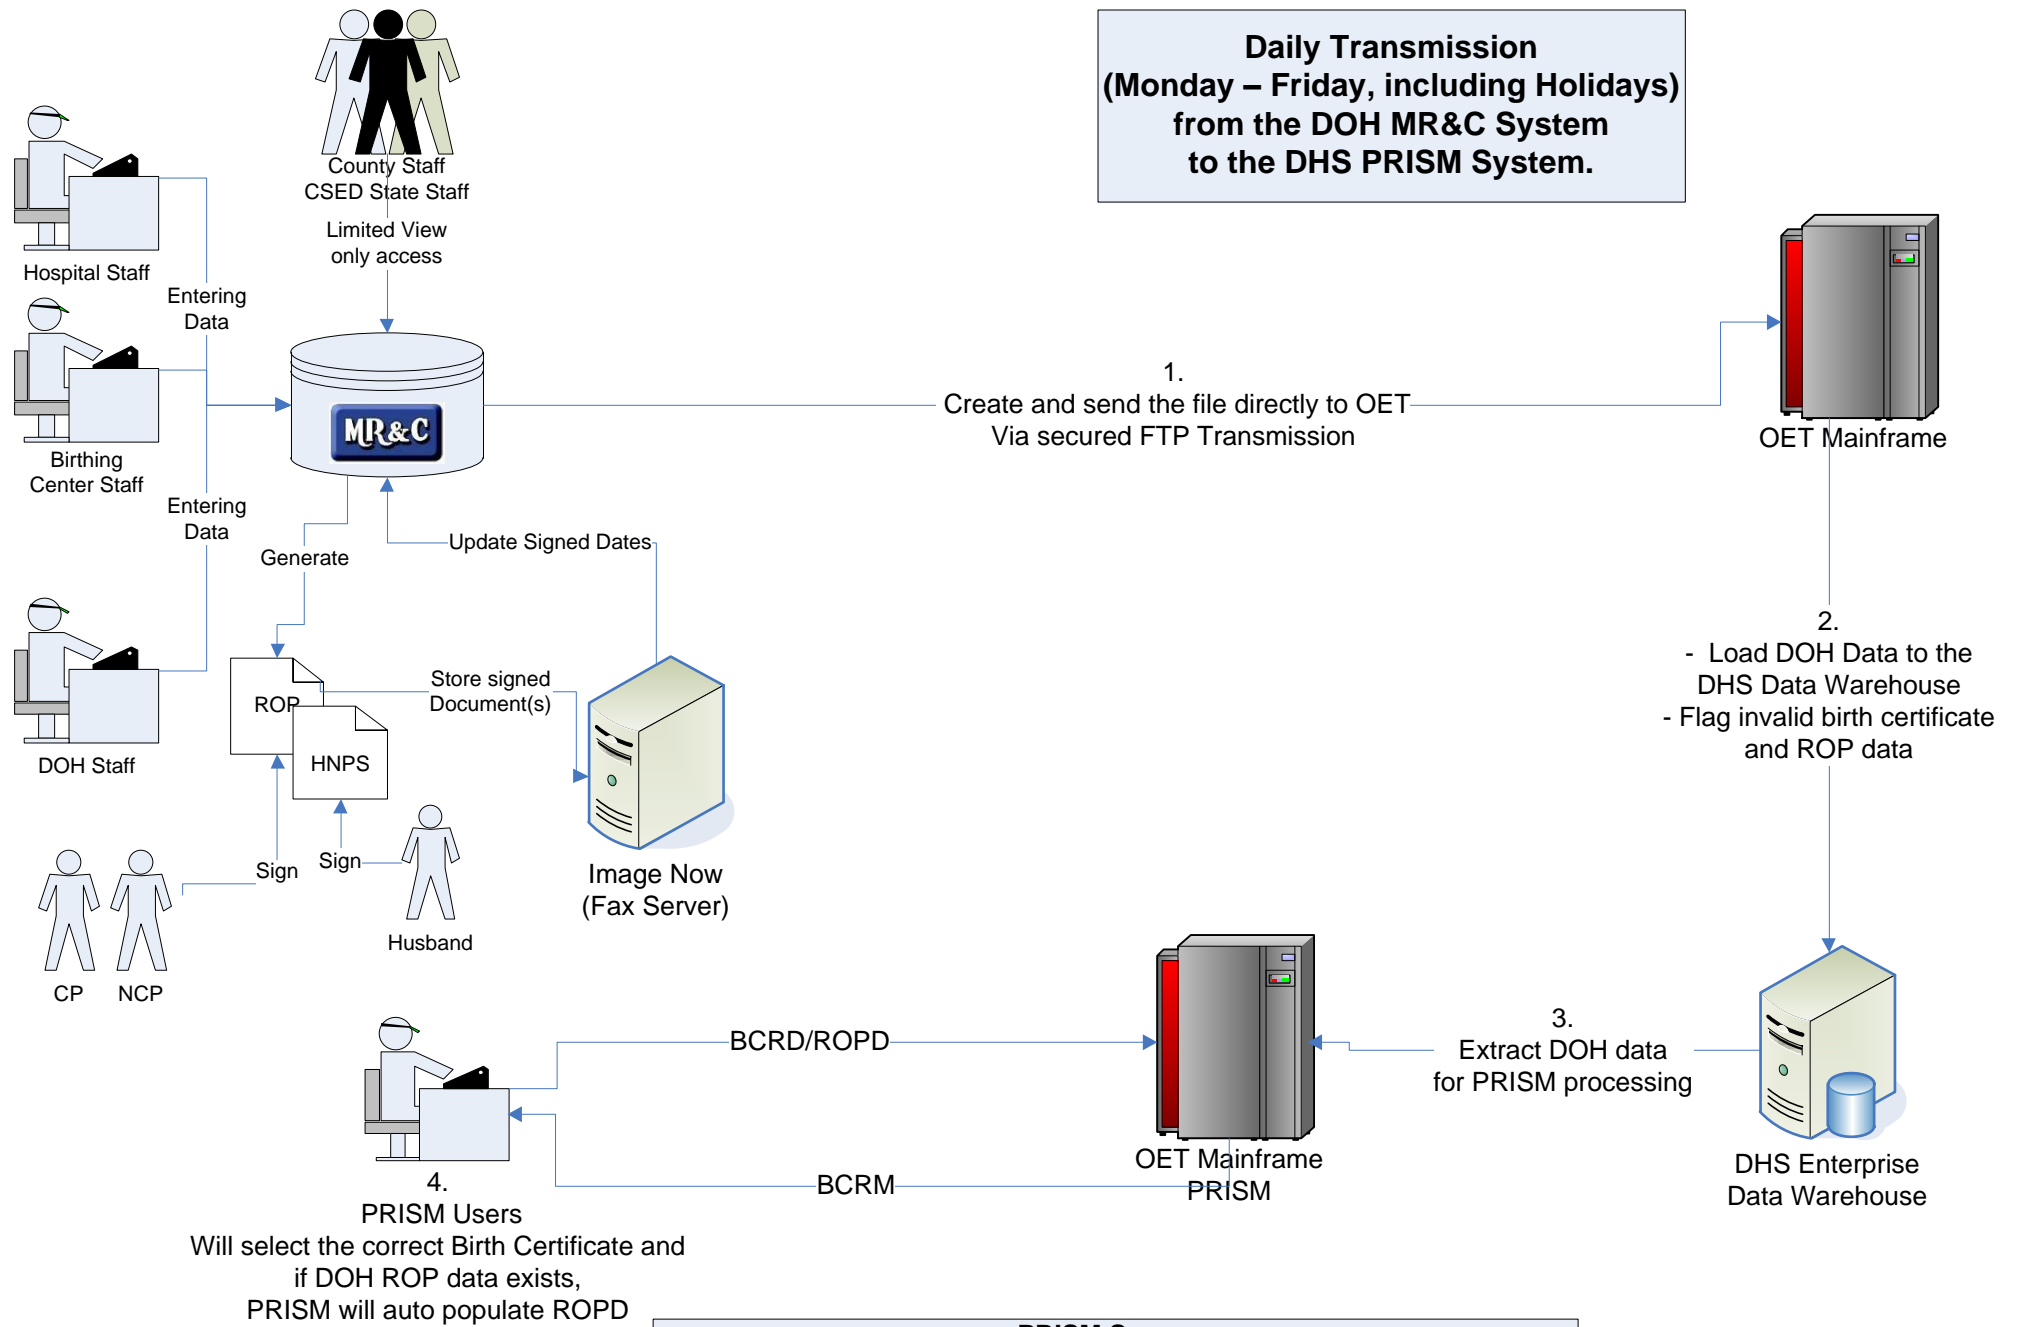 Daily Transmission
(Monday – Friday, including Holidays)
from the DOH MR&C System
to the DHS PRISM System.
County Staff
CSED State Staff
Limited View
only access
Hospital Staff
Entering
Data
Birthing
Center Staff
Entering
Data
DOH Staff
MR&C
1.
Create and send the file directly to OET
Via secured FTP Transmission
OET Mainframe
Generate
Update Signed Dates
ROP
HNPS
Store signed
Document(s)
Sign
Sign
CP
NCP
Husband
Image Now
(Fax Server)
2.
- Load DOH Data to the
DHS Data Warehouse
- Flag invalid birth certificate
and ROP data
3.
Extract DOH data
for PRISM processing
DHS Enterprise
Data Warehouse
OET Mainframe
PRISM
BCRD/ROPD
BCRM
4.
PRISM Users
Will select the correct Birth Certificate and
if DOH ROP data exists,
PRISM will auto populate ROPD
PRISM